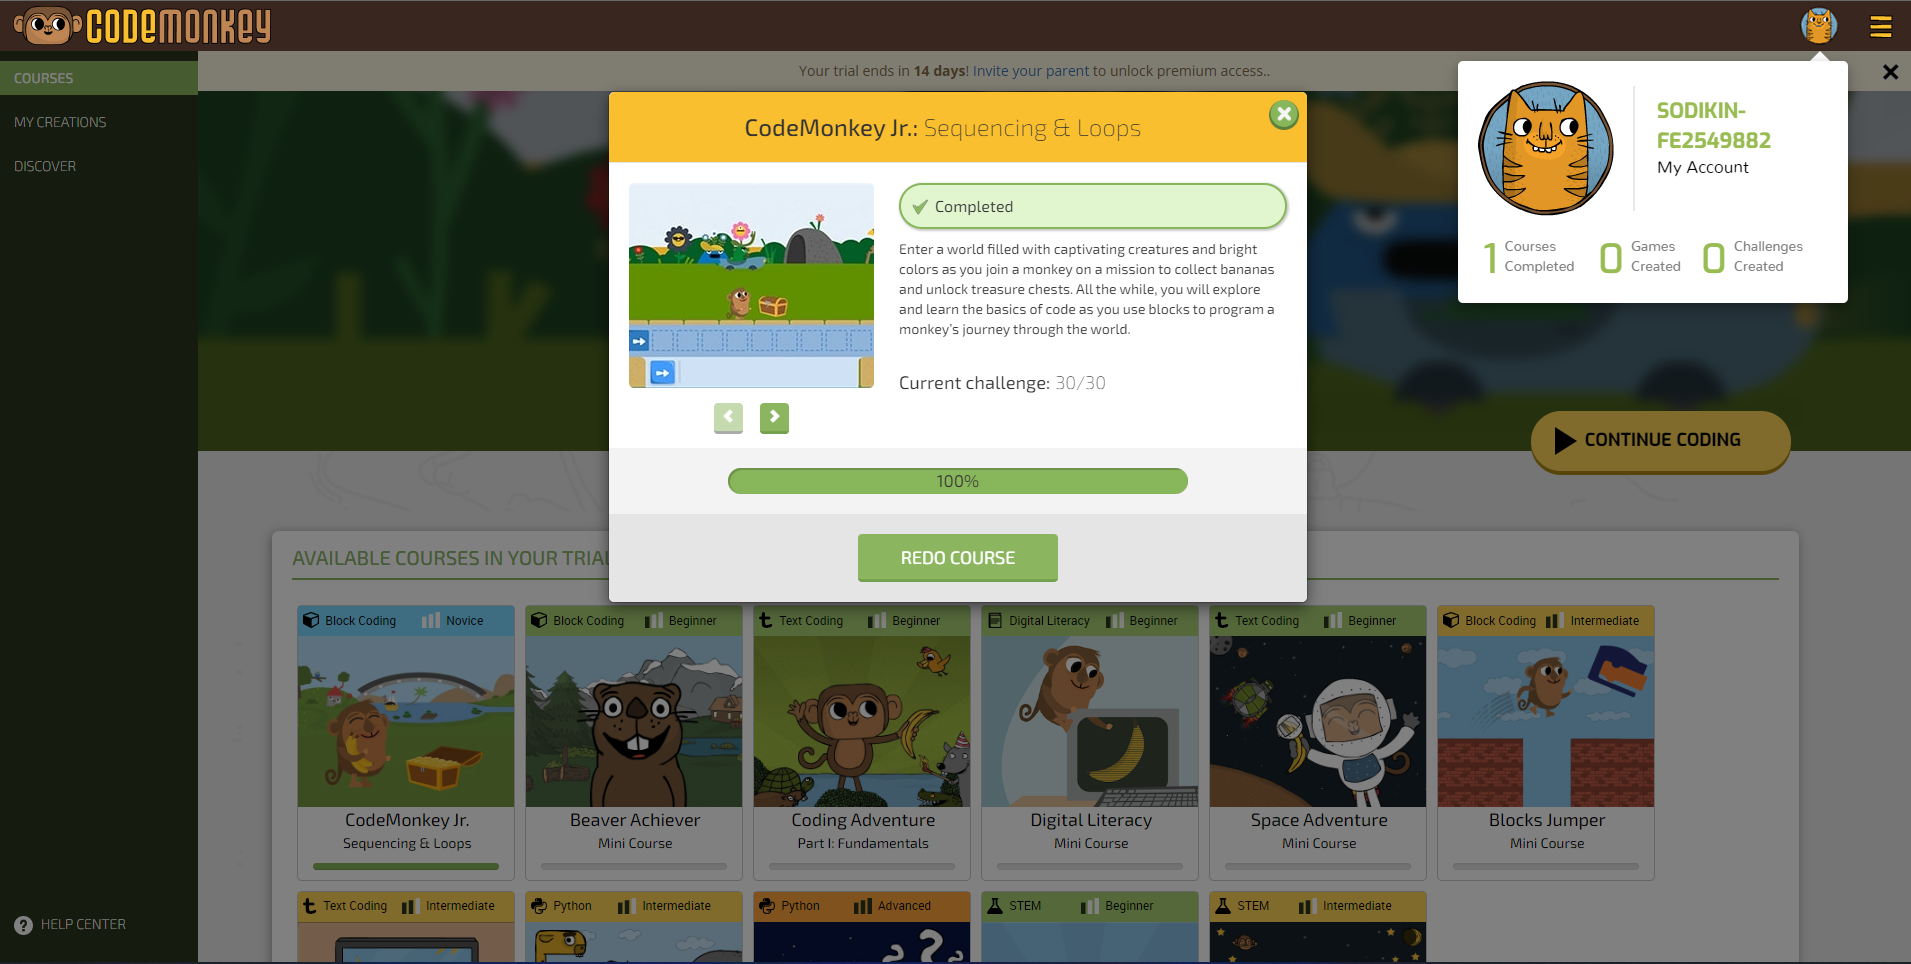 CODEMONKEY
COURSES
MY CREATIONS
DISCOVER
HELP CENTER
Your trial ends in 14 days! Invite your parent to unlock premium access..
SODIKIN-
FE2549882
My Account
1 Courses Completed
0 Games Created
0 Challenges Created
CodeMonkey Jr.: Sequencing & Loops
Completed
Enter a world filled with captivating creatures and bright
colors as you join a monkey on a mission to collect bananas
and unlock treasure chests. All the while, you will explore
and learn the basics of code as you use blocks to program a
monkey's journey through the world.
Current challenge: 30/30
100%
REDO COURSE
CONTINUE CODING
AVAILABLE COURSES IN YOUR TRIAL
Block Coding Novice
CodeMonkey Jr.
Sequencing & Loops
Block Coding Beginner
Beaver Achiever
Mini Course
Text Coding Beginner
Coding Adventure
Part I: Fundamentals
Digital Literacy Beginner
Digital Literacy
Mini Course
Text Coding Beginner
Space Adventure
Mini Course
Block Coding Intermediate
Blocks Jumper
Mini Course
Text Coding Intermediate
Python Intermediate
Python Advanced
STEM Beginner
STEM Intermediate